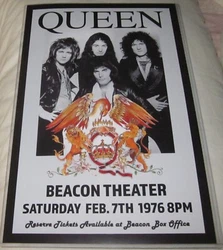 QUEEN
BEACON THEATER
SATURDAY FEB. 7TH 1976 8PM
Reserve Tickets Available at Beacon Box Office